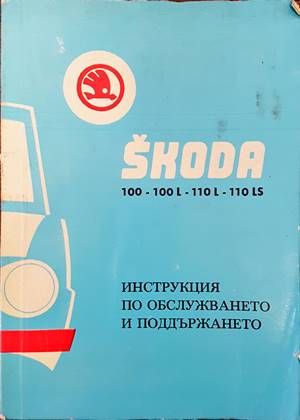 ŠKODA
100 - 100 L - 110 L - 110 LS
ИНСТРУКЦИЯ
ПО ОБСЛУЖВАНЕТО
И ПОДДЪРЖАНЕТО